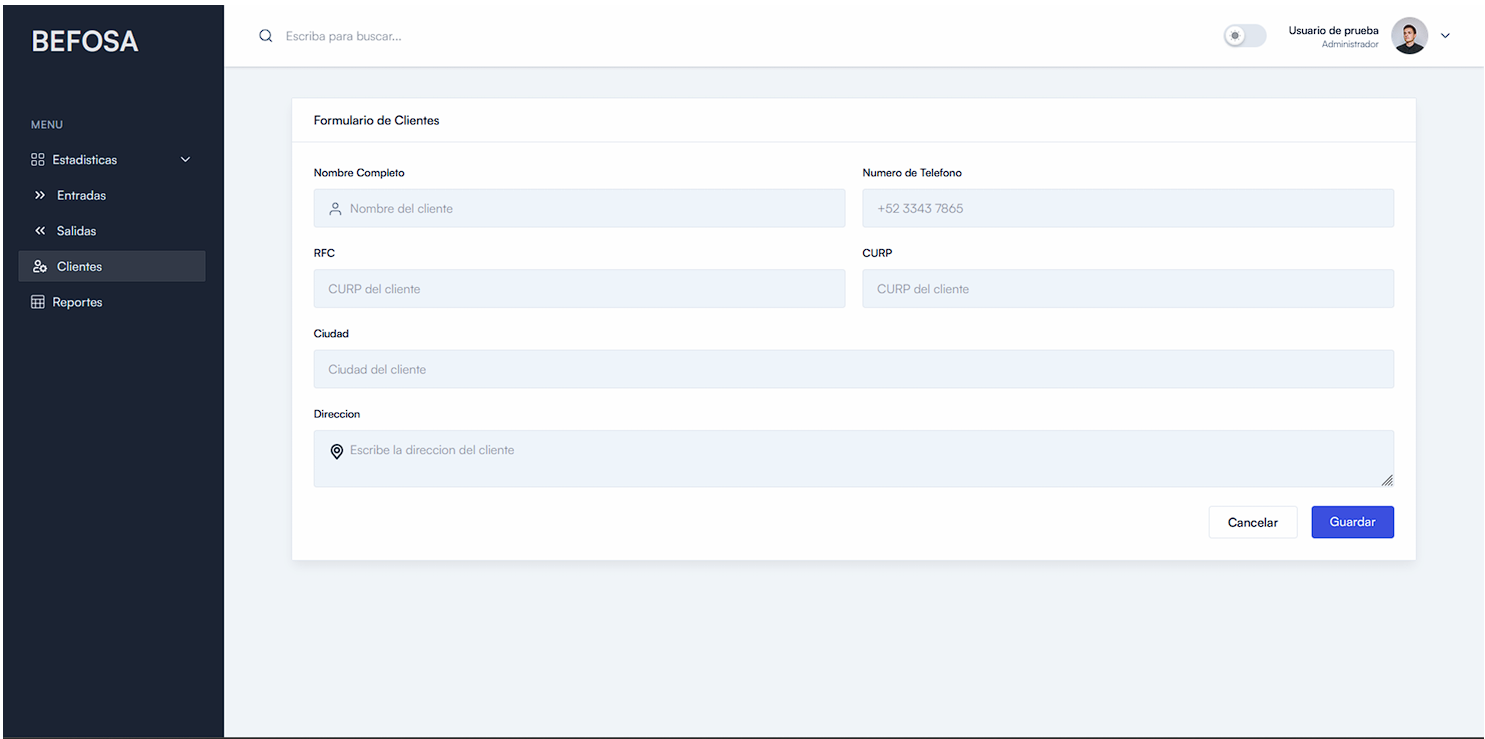 BEFOSA
Escriba para buscar...
Usuario de prueba
Administrador
MENU
Estadisticas
Entradas
Salidas
Clientes
Reportes
Formulario de Clientes
Nombre Completo
Nombre del cliente
Numero de Telefono
+52 3343 7865
RFC
CURP del cliente
CURP
CURP del cliente
Ciudad
Ciudad del cliente
Direccion
Escribe la direccion del cliente
Cancelar
Guardar